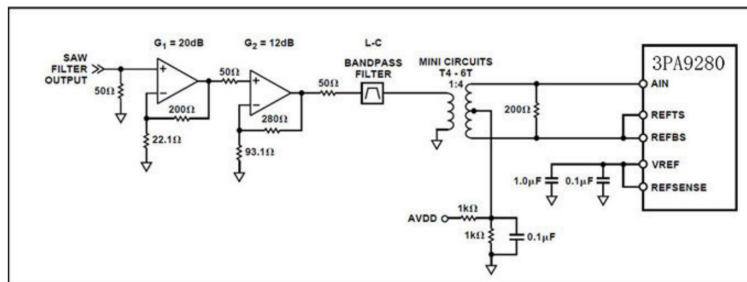 G1 = 20dB
G2 = 12dB
L-C
BANDPASS
FILTER
MINI CIRCUITS
T4 - 6T
1:4
3PA9280
SAW
FILTER
OUTPUT
50Ω
50Ω
50Ω
200Ω
280Ω
22.1Ω
93.1Ω
200Ω
AIN
REFTS
REFBS
VREF
REFSENSE
1.0µF
0.1µF
AVDD
1kΩ
1kΩ
0.1µF